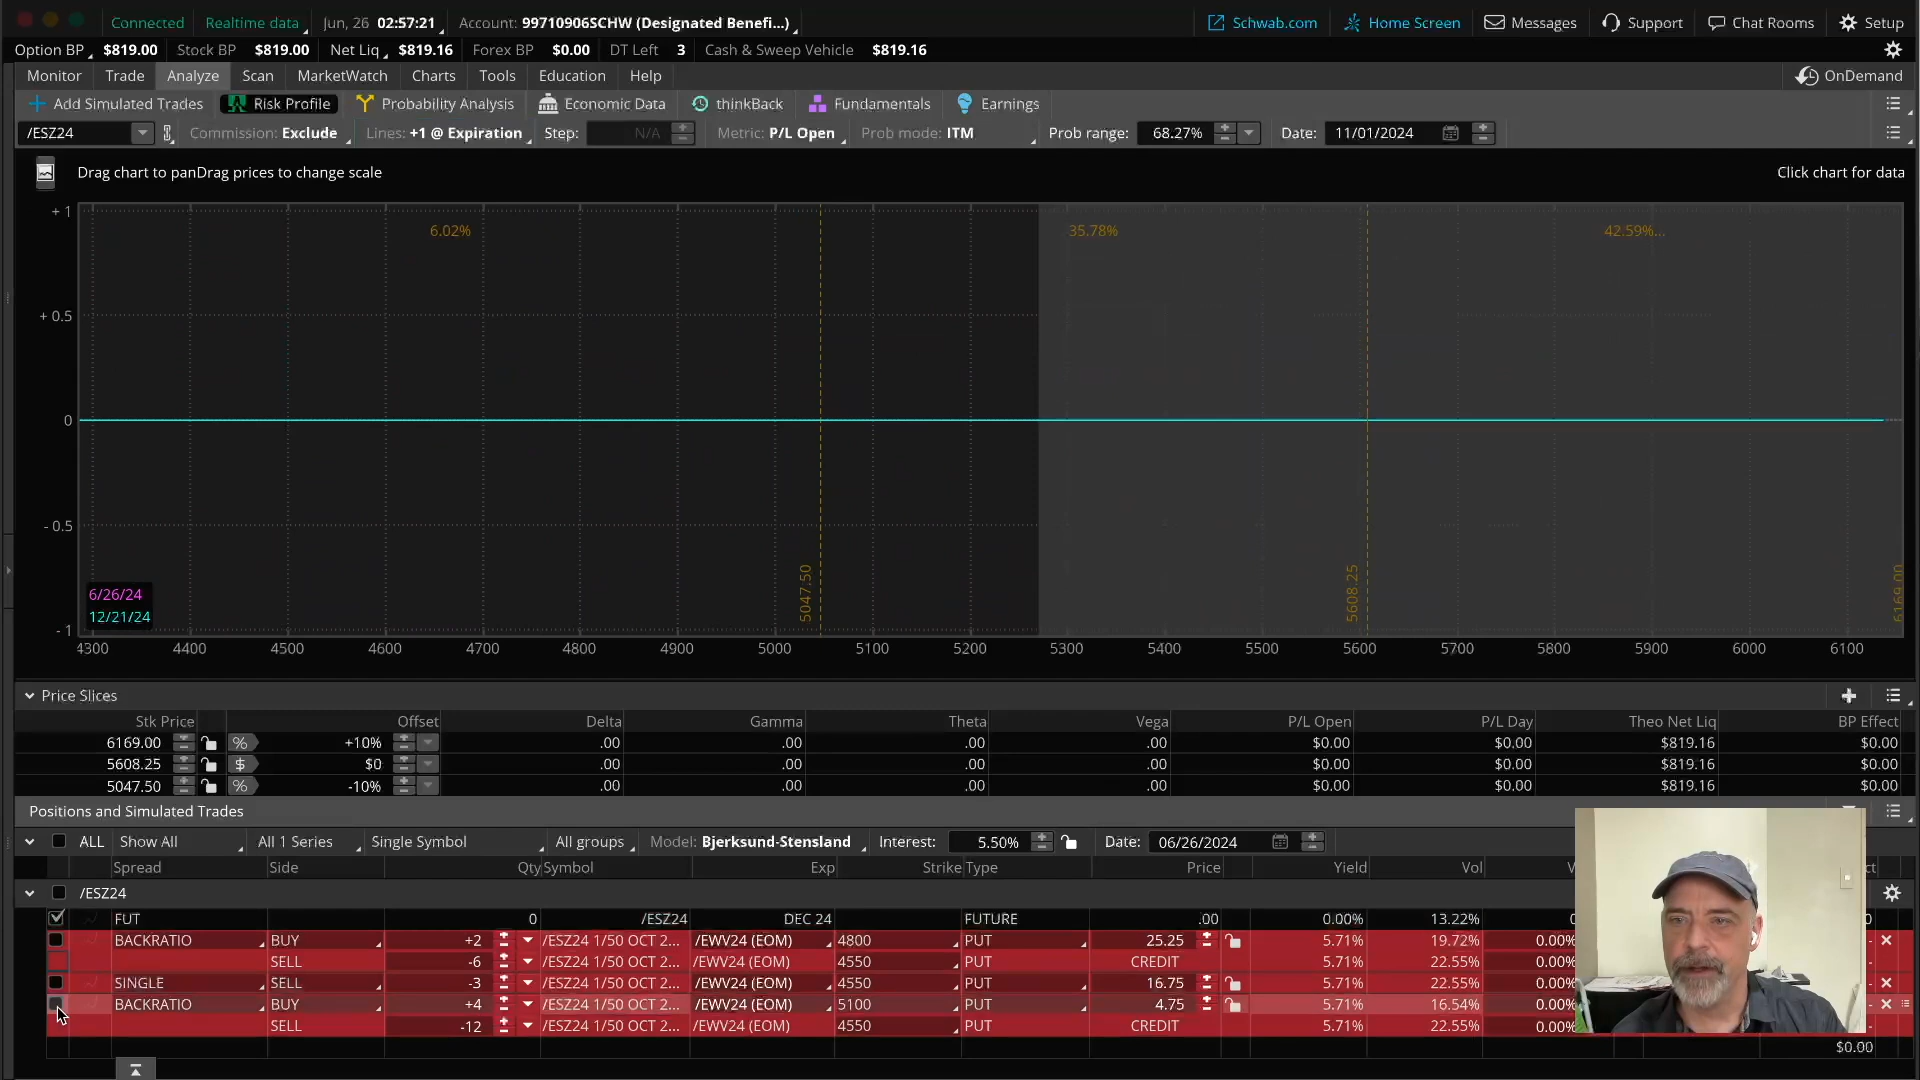 Connected Realtime data Jun, 26 02:57:21 Account: 99710906SCHW (Designated Benefi...) Schwab.com Home Screen Messages Support Chat Rooms Setup
Option BP $819.00 Stock BP $819.00 Net Liq $819.16 Forex BP $0.00 DT Left 3 Cash & Sweep Vehicle $819.16
Monitor Trade Analyze Scan MarketWatch Charts Tools Education Help OnDemand
Add Simulated Trades Risk Profile Probability Analysis Economic Data thinkBack Fundamentals Earnings
/ESZ24 Commission: Exclude Lines: +1 @ Expiration Step: N/A Metric: P/L Open Prob mode: ITM Prob range: 68.27% Date: 11/01/2024
Drag chart to panDrag prices to change scale Click chart for data
+ 1
6.02% 35.78% 42.59%...
+ 0.5
0
- 0.5
5047.50 5608.25 6169.00
6/26/24
12/21/24
- 1
4300 4400 4500 4600 4700 4800 4900 5000 5100 5200 5300 5400 5500 5600 5700 5800 5900 6000 6100
Price Slices
Stk Price Offset Delta Gamma Theta Vega P/L Open P/L Day Theo Net Liq BP Effect
6169.00 % +10% .00 .00 .00 .00 $0.00 $0.00 $819.16 $0.00
5608.25 $ $0 .00 .00 .00 .00 $0.00 $0.00 $819.16 $0.00
5047.50 % -10% .00 .00 .00 .00 $0.00 $0.00 $819.16 $0.00
Positions and Simulated Trades
ALL Show All All 1 Series Single Symbol All groups Model: Bjerksund-Stensland Interest: 5.50% Date: 06/26/2024
Spread Side Qty Symbol Exp Strike Type Price Yield Vol
/ESZ24
FUT 0 /ESZ24 DEC 24 FUTURE .00 0.00% 13.22%
BACKRATIO BUY +2 /ESZ24 1/50 OCT 2... /EWV24 (EOM) 4800 PUT 25.25 5.71% 19.72% 0.00%
SELL -6 /ESZ24 1/50 OCT 2... /EWV24 (EOM) 4550 PUT CREDIT 5.71% 22.55% 0.00%
SINGLE SELL -3 /ESZ24 1/50 OCT 2... /EWV24 (EOM) 4550 PUT 16.75 5.71% 22.55% 0.00%
BACKRATIO BUY +4 /ESZ24 1/50 OCT 2... /EWV24 (EOM) 5100 PUT 4.75 5.71% 16.54% 0.00%
SELL -12 /ESZ24 1/50 OCT 2... /EWV24 (EOM) 4550 PUT CREDIT 5.71% 22.55% 0.00%
$0.00